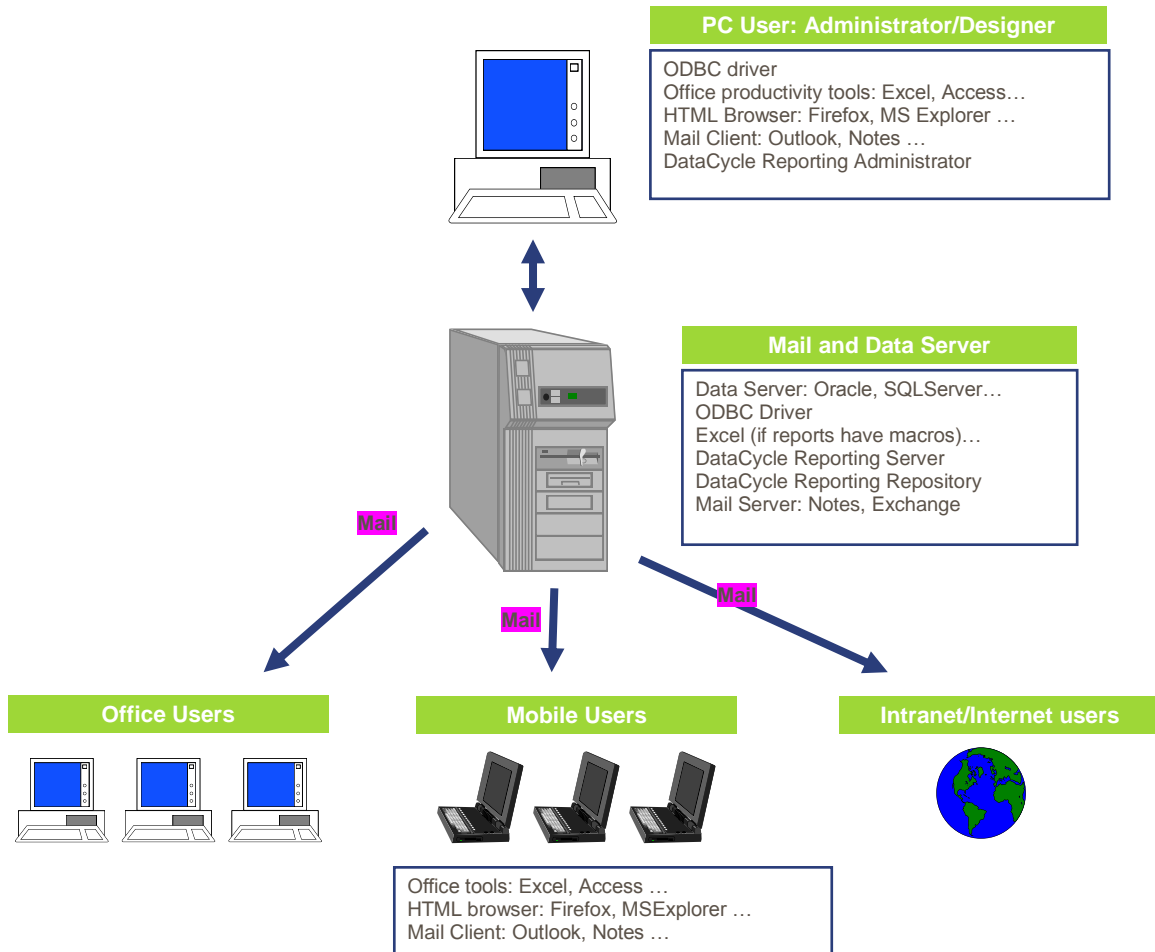 PC User: Administrator/Designer
ODBC driver
Office productivity tools: Excel, Access…
HTML Browser: Firefox, MS Explorer …
Mail Client: Outlook, Notes …
DataCycle Reporting Administrator
Mail and Data Server
Data Server: Oracle, SQLServer…
ODBC Driver
Excel (if reports have macros)…
DataCycle Reporting Server
DataCycle Reporting Repository
Mail Server: Notes, Exchange
Mail
Mail
Mail
Office Users
Mobile Users
Intranet/Internet users
Office tools: Excel, Access …
HTML browser: Firefox, MSExplorer …
Mail Client: Outlook, Notes …